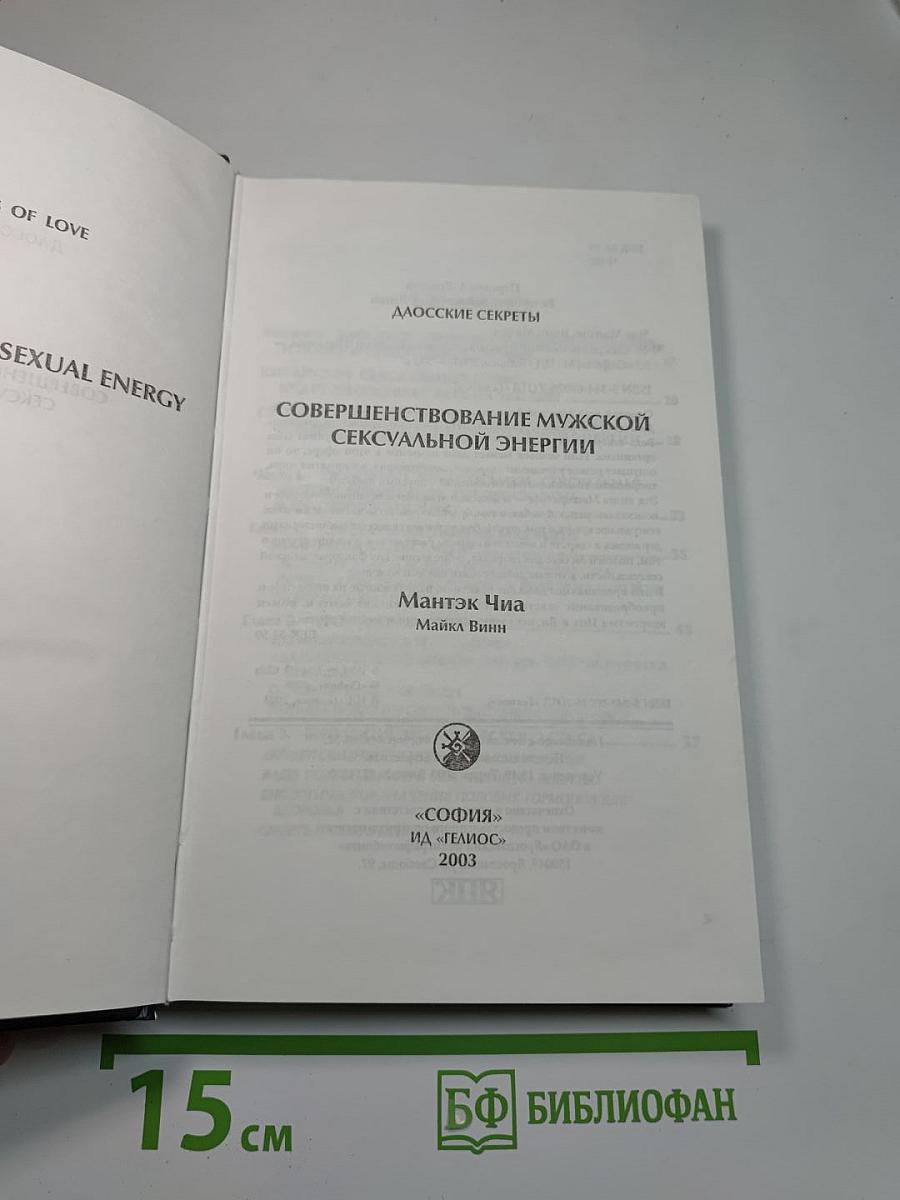 OF LOVE
SEXUAL ENERGY
ДАОССКИЕ СЕКРЕТЫ
СОВЕРШЕНСТВОВАНИЕ МУЖСКОЙ
СЕКСУАЛЬНОЙ ЭНЕРГИИ
Мантэк Чиа
Майкл Винн
«СОФИЯ»
ИД «ГЕЛИОС»
2003
15 см
БФ БИБЛИОФАН